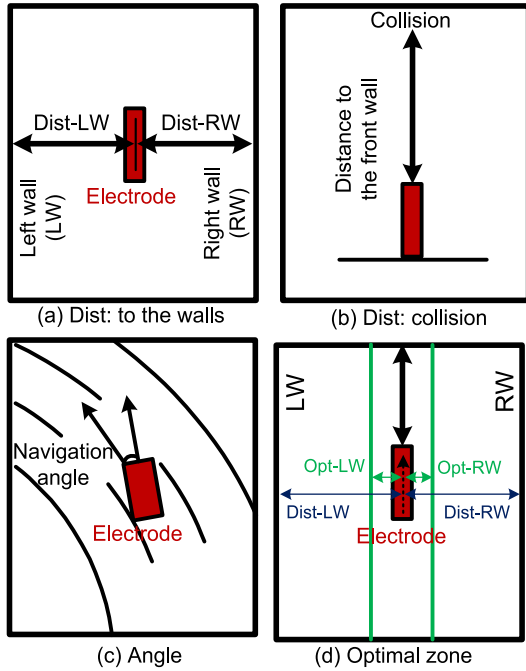 Dist-LW
Dist-RW
Electrode
Left wall
(LW)
Right wall
(RW)
(a) Dist: to the walls
Collision
Distance to
the front wall
(b) Dist: collision
Navigation
angle
Electrode
(c) Angle
LW
RW
Opt-LW
Opt-RW
Dist-LW
Dist-RW
Electrode
(d) Optimal zone